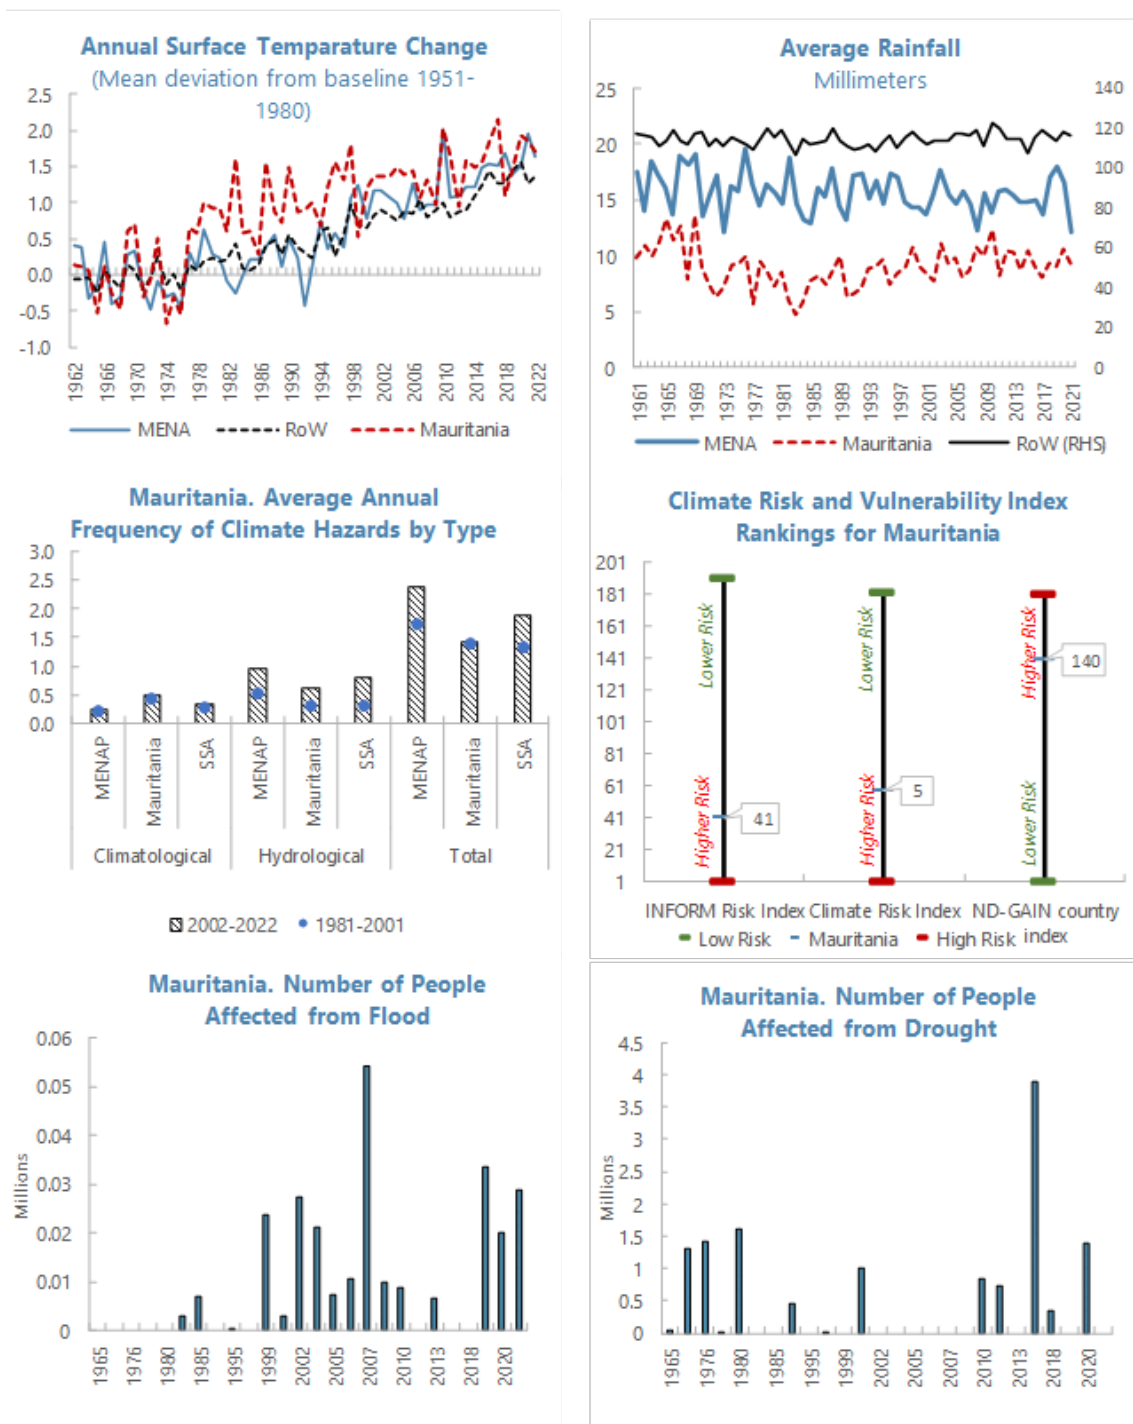 Annual Surface Temparature Change
(Mean deviation from baseline 1951-
1980)
2.5
2.0
1.5
1.0
0.5
0.0
-0.5
-1.0
1962
1966
1970
1974
1978
1982
1986
1990
1994
1998
2002
2006
2010
2014
2018
2022
MENA
RoW
Mauritania
Average Rainfall
Millimeters
25
20
15
10
5
0
140
120
100
80
60
40
20
0
1961
1965
1969
1973
1977
1981
1985
1989
1993
1997
2001
2005
2009
2013
2017
2021
MENA
Mauritania
RoW (RHS)
Mauritania. Average Annual
Frequency of Climate Hazards by Type
3.0
2.5
2.0
1.5
1.0
0.5
0.0
MENAP
Mauritania
SSA
MENAP
Mauritania
SSA
MENAP
Mauritania
SSA
Climatological
Hydrological
Total
2002-2022
1981-2001
Climate Risk and Vulnerability Index
Rankings for Mauritania
201
181
161
141
121
101
81
61
41
21
1
Lower Risk
Higher Risk
41
Lower Risk
Higher Risk
5
Higher Risk
Lower Risk
140
INFORM Risk Index
Climate Risk Index
ND-GAIN country
index
Low Risk
Mauritania
High Risk
Mauritania. Number of People
Affected from Flood
Millions
0.06
0.05
0.04
0.03
0.02
0.01
0
1965
1976
1980
1985
1995
1999
2002
2005
2007
2010
2013
2018
2020
Mauritania. Number of People
Affected from Drought
Millions
4.5
4
3.5
3
2.5
2
1.5
1
0.5
0
1965
1976
1980
1985
1995
1999
2002
2005
2010
2013
2018
2020